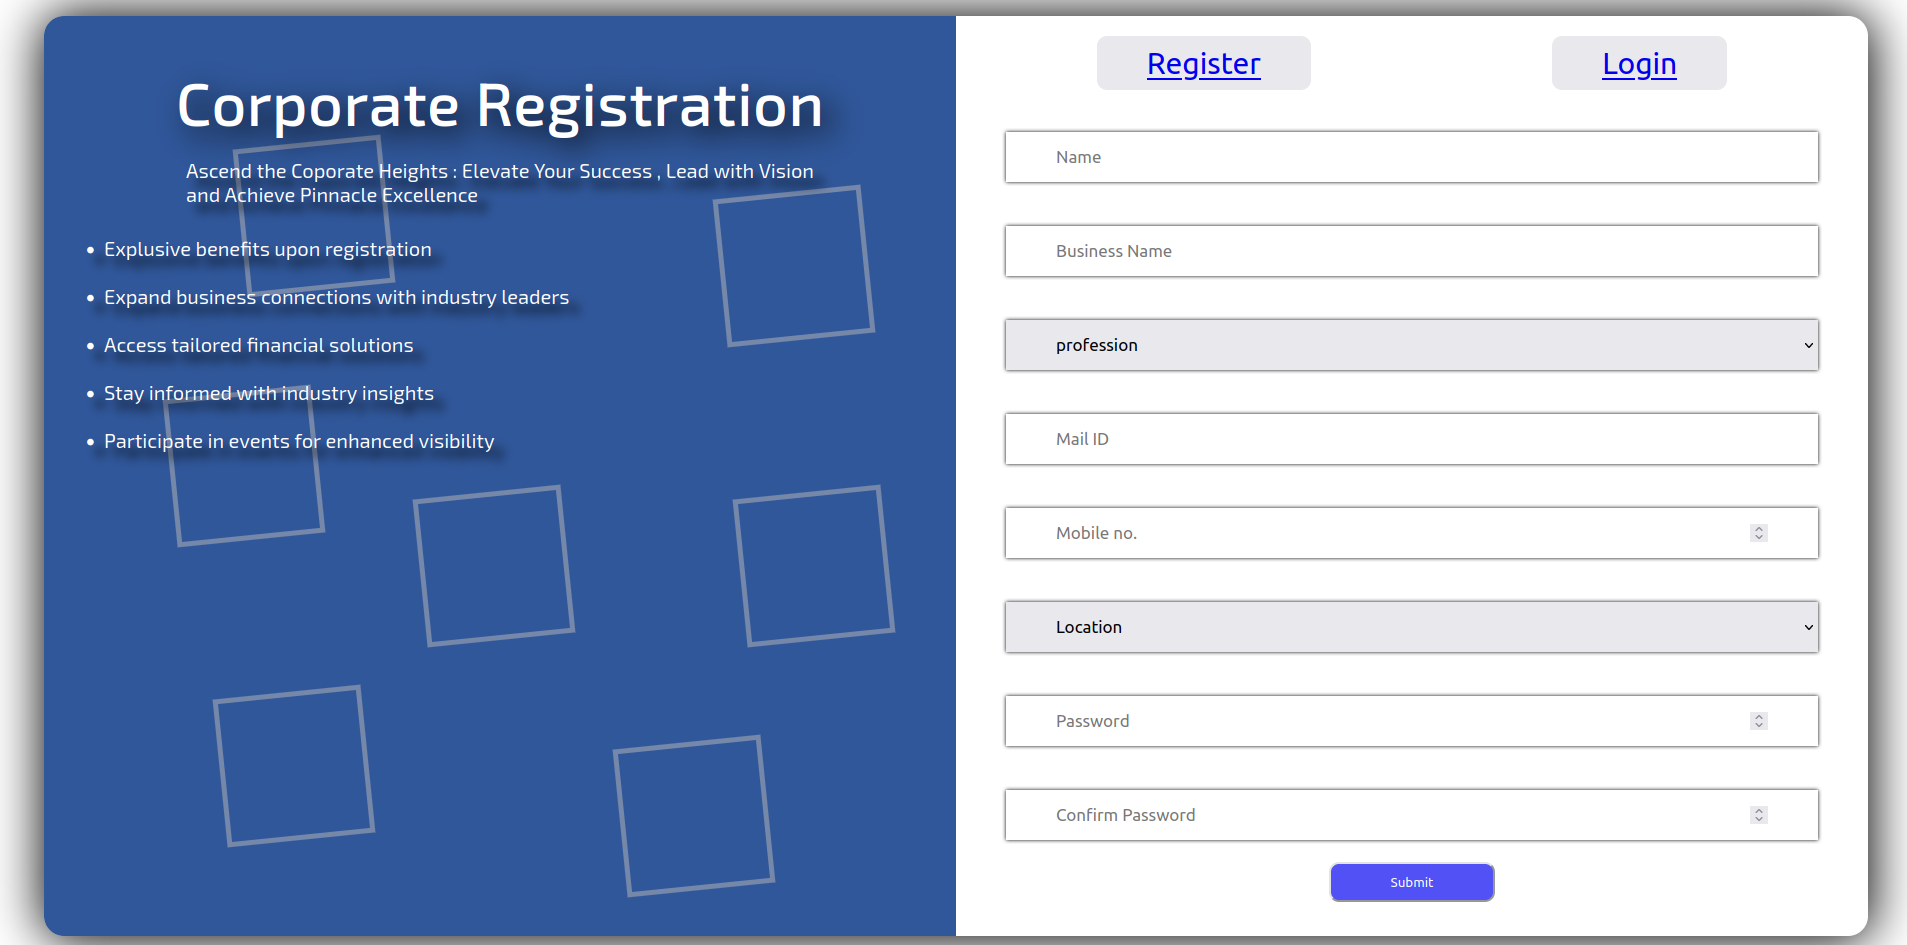 Corporate Registration
Ascend the Coporate Heights : Elevate Your Success , Lead with Vision
and Achieve Pinnacle Excellence
• Explusive benefits upon registration
• Expand business connections with industry leaders
• Access tailored financial solutions
• Stay informed with industry insights
• Participate in events for enhanced visibility
Register
Login
Name
Business Name
profession
Mail ID
Mobile no.
Location
Password
Confirm Password
Submit